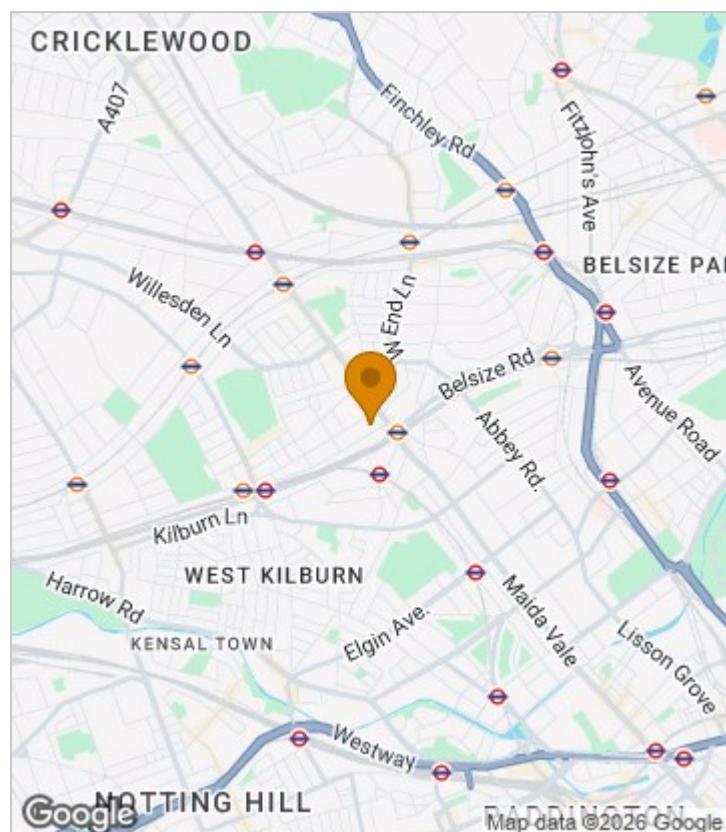 CRICKLEWOOD
A407
Finchley Rd
Fitzjohn's Ave
BELSIZE PAR
Willesden Ln
W End Ln
Belsize Rd
Avenue Road
Abbey Rd.
Kilburn Ln
WEST KILBURN
Harrow Rd
Maida Vale
KENSAL TOWN
Elgin Ave.
Lisson Grove
Westway
NOTTING HILL
PADDINGTON
Google
Map data ©2026 Google